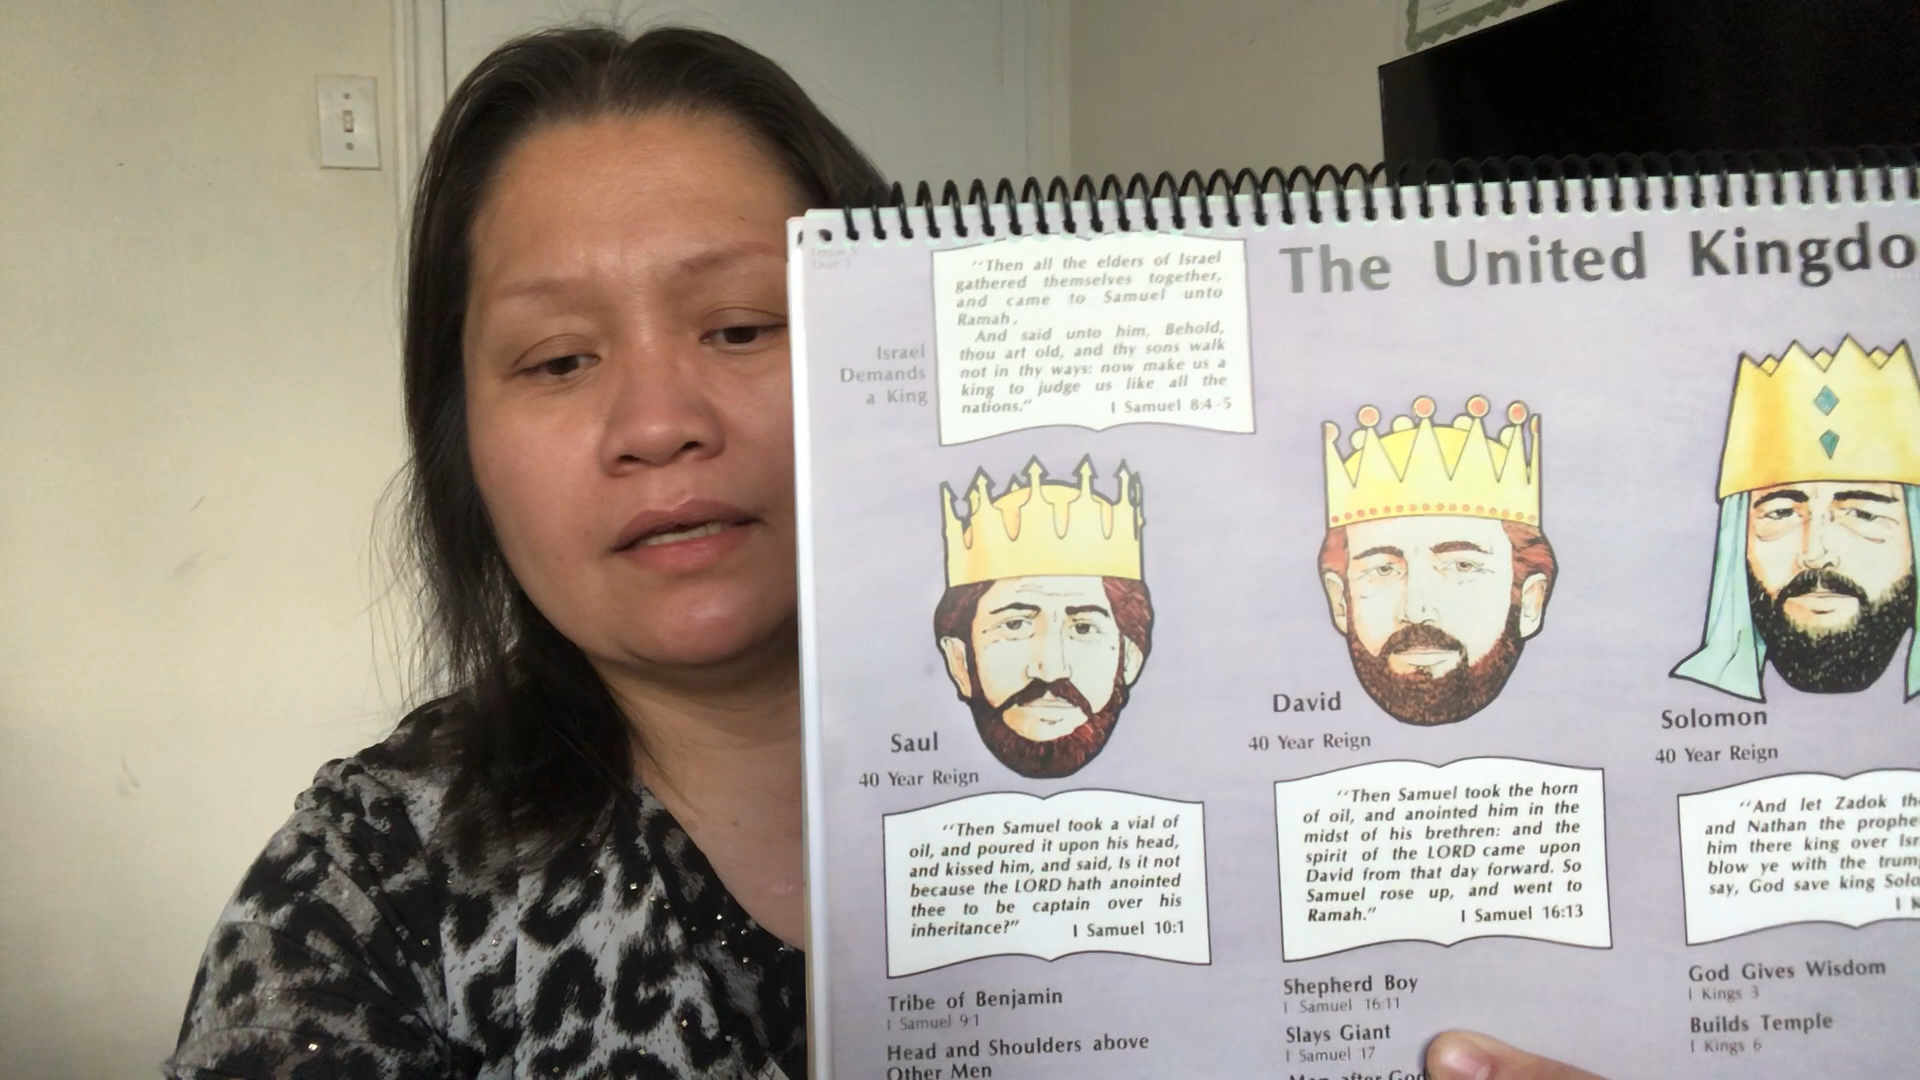 The United Kingdo
"Then all the elders of Israel
gathered themselves together,
and came to Samuel unto
Ramah,
And said unto him, Behold,
thou art old, and thy sons walk
not in thy ways: now make us a
king to judge us like all the
nations." I Samuel 8:4-5
Israel
Demands
a King
Saul
40 Year Reign
"Then Samuel took a vial of
oil, and poured it upon his head,
and kissed him, and said, Is it not
because the LORD hath anointed
thee to be captain over his
inheritance?" I Samuel 10:1
Tribe of Benjamin
I Samuel 9:1
Head and Shoulders above
Other Men
David
40 Year Reign
"Then Samuel took the horn
of oil, and anointed him in the
midst of his brethren: and the
spirit of the LORD came upon
David from that day forward. So
Samuel rose up, and went to
Ramah." I Samuel 16:13
Shepherd Boy
I Samuel 16:11
Slays Giant
I Samuel 17
Man after God
Solomon
40 Year Reign
"And let Zadok th
and Nathan the prophe
him there king over Isr
blow ye with the trum
say, God save king Solo
I K
God Gives Wisdom
I Kings 3
Builds Temple
I Kings 6